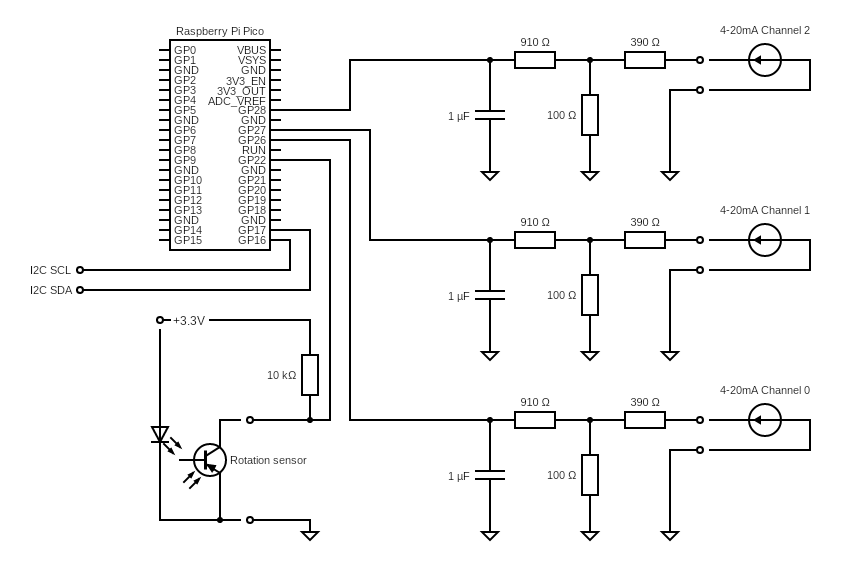 Raspberry Pi Pico
GP0 VBUS
GP1 VSYS
GND GND
GP2 3V3_EN
GP3 3V3_OUT
GP4 ADC_VREF
GP5 GP28
GND GND
GP6 GP27
GP7 GP26
GP8 RUN
GP9 GP22
GND GND
GP10 GP21
GP11 GP20
GP12 GP19
GP13 GP18
GND GND
GP14 GP17
GP15 GP16
I2C SCL
I2C SDA
+3.3V
10 kΩ
Rotation sensor
4-20mA Channel 2
910 Ω
390 Ω
1 µF
100 Ω
4-20mA Channel 1
910 Ω
390 Ω
1 µF
100 Ω
4-20mA Channel 0
910 Ω
390 Ω
1 µF
100 Ω